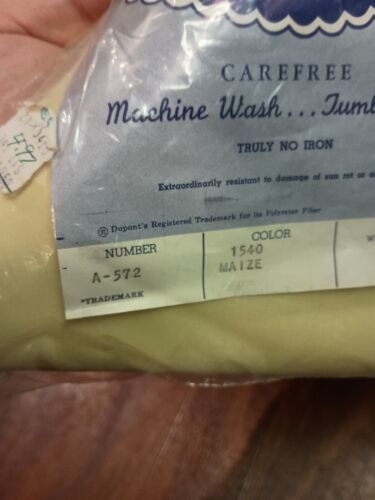 CAREFREE
Machine Wash...Tumb
TRULY NO IRON
Extraordinarily resistant to damage of sun rot or
® Dupont's Registered Trademark for its Polyester Fiber
NUMBER COLOR W
A-572 1540
MAIZE
*TRADEMARK
4.97